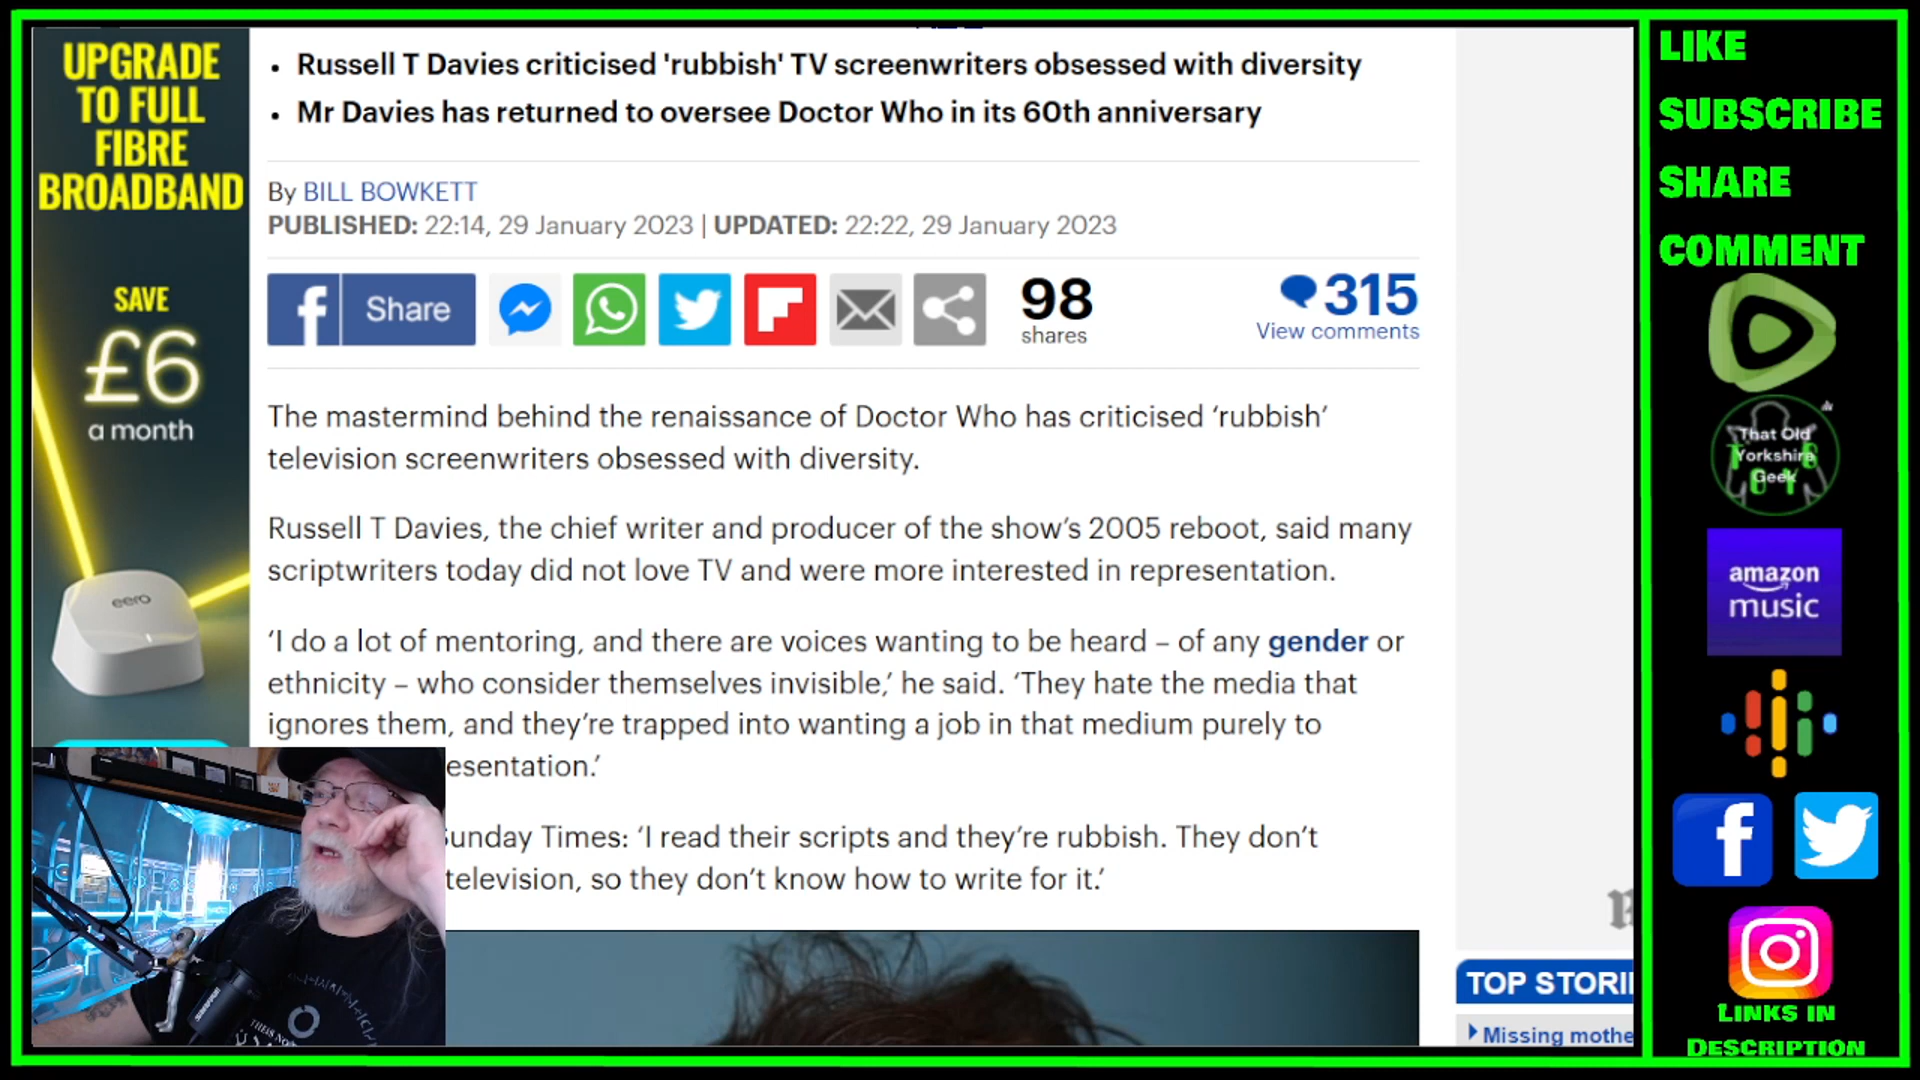 UPGRADE
TO FULL
FIBRE
BROADBAND
SAVE
£6
a month
eero
• Russell T Davies criticised 'rubbish' TV screenwriters obsessed with diversity
• Mr Davies has returned to oversee Doctor Who in its 60th anniversary
By BILL BOWKETT
PUBLISHED: 22:14, 29 January 2023 | UPDATED: 22:22, 29 January 2023
Share
98
shares
315
View comments
The mastermind behind the renaissance of Doctor Who has criticised ‘rubbish’
television screenwriters obsessed with diversity.
Russell T Davies, the chief writer and producer of the show’s 2005 reboot, said many
scriptwriters today did not love TV and were more interested in representation.
‘I do a lot of mentoring, and there are voices wanting to be heard – of any gender or
ethnicity – who consider themselves invisible,’ he said. ‘They hate the media that
ignores them, and they’re trapped into wanting a job in that medium purely to
esentation.’
Sunday Times: ‘I read their scripts and they’re rubbish. They don’t
television, so they don’t know how to write for it.’
TOP STORI
Missing mothe
LIKE
SUBSCRIBE
SHARE
COMMENT
That Old
Yorkshire
Geek
amazon
music
LINKS IN
DESCRIPTION